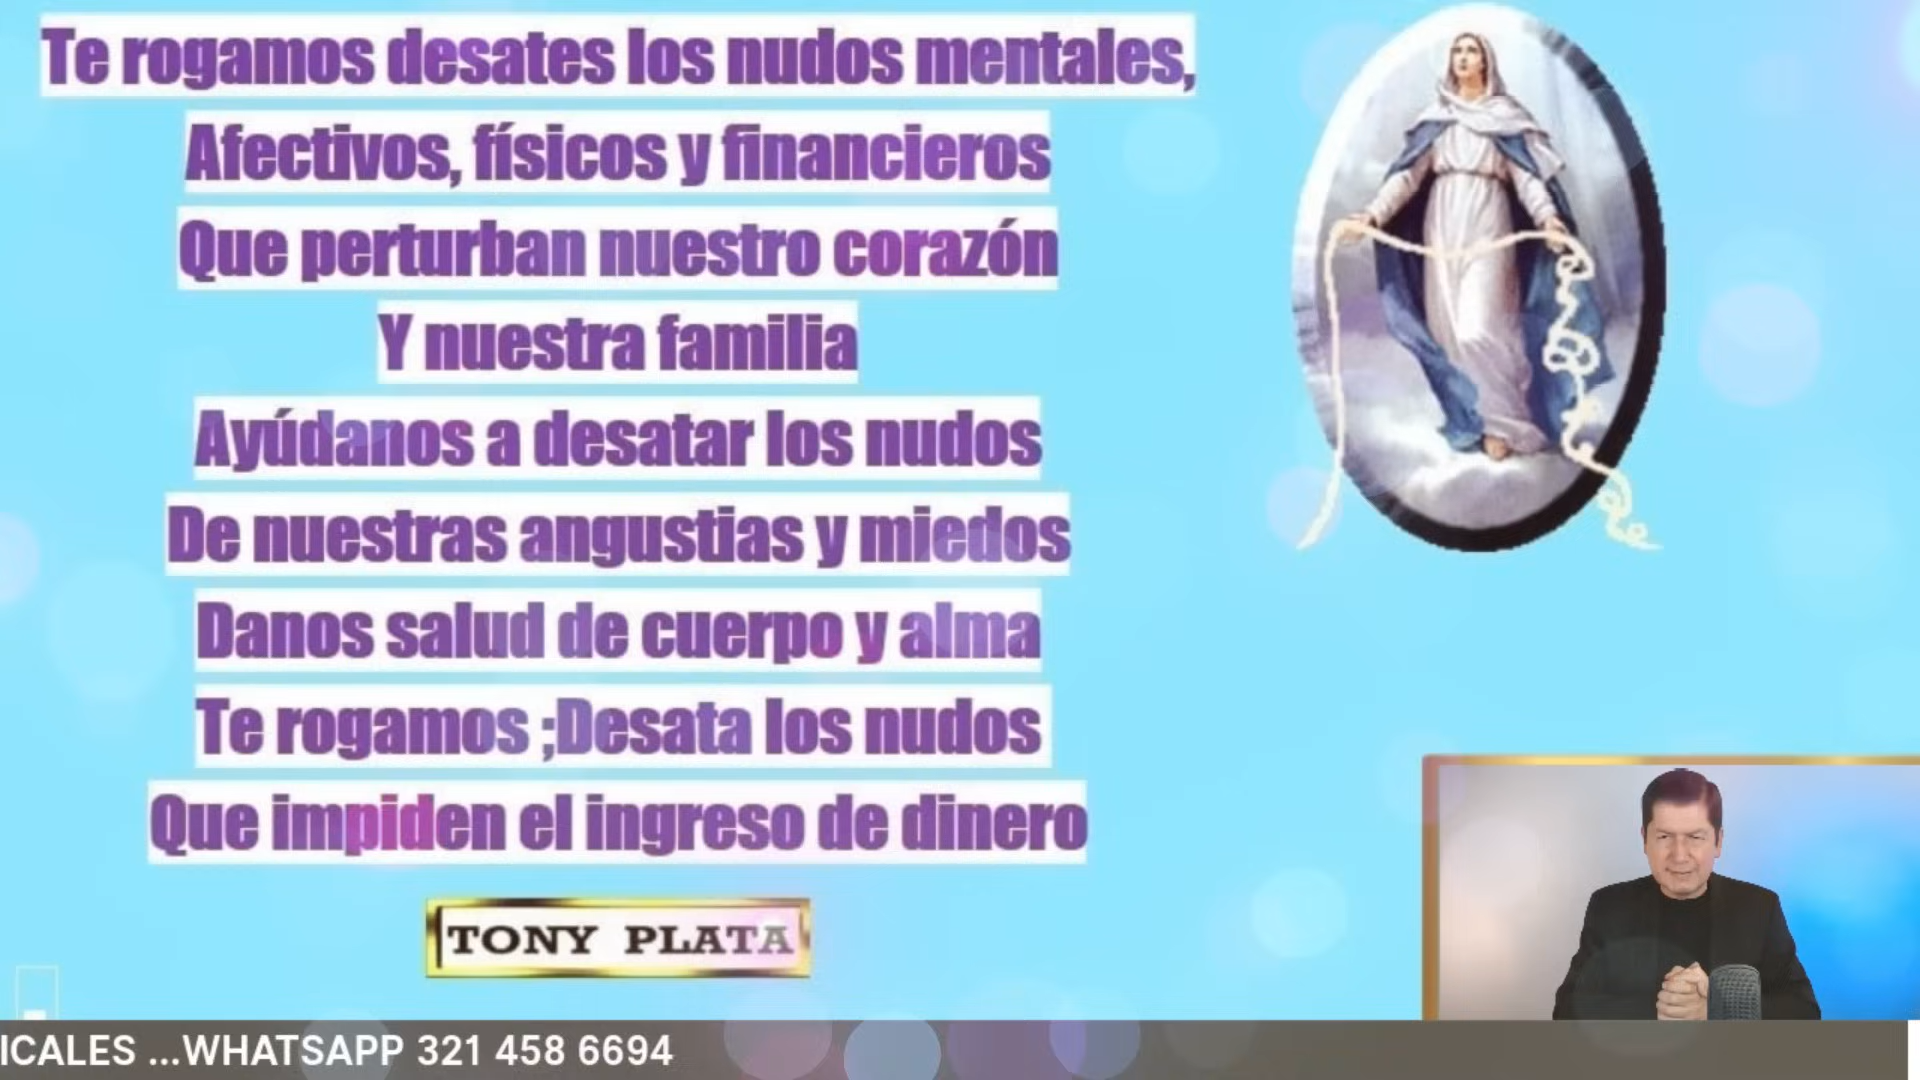 Te rogamos desates los nudos mentales,
Afectivos, físicos y financieros
Que perturban nuestro corazón
Y nuestra familia
Ayúdanos a desatar los nudos
De nuestras angustias y miedos
Danos salud de cuerpo y alma
Te rogamos ;Desata los nudos
Que impiden el ingreso de dinero
TONY PLATA
ICALES ...WHATSAPP 321 458 6694